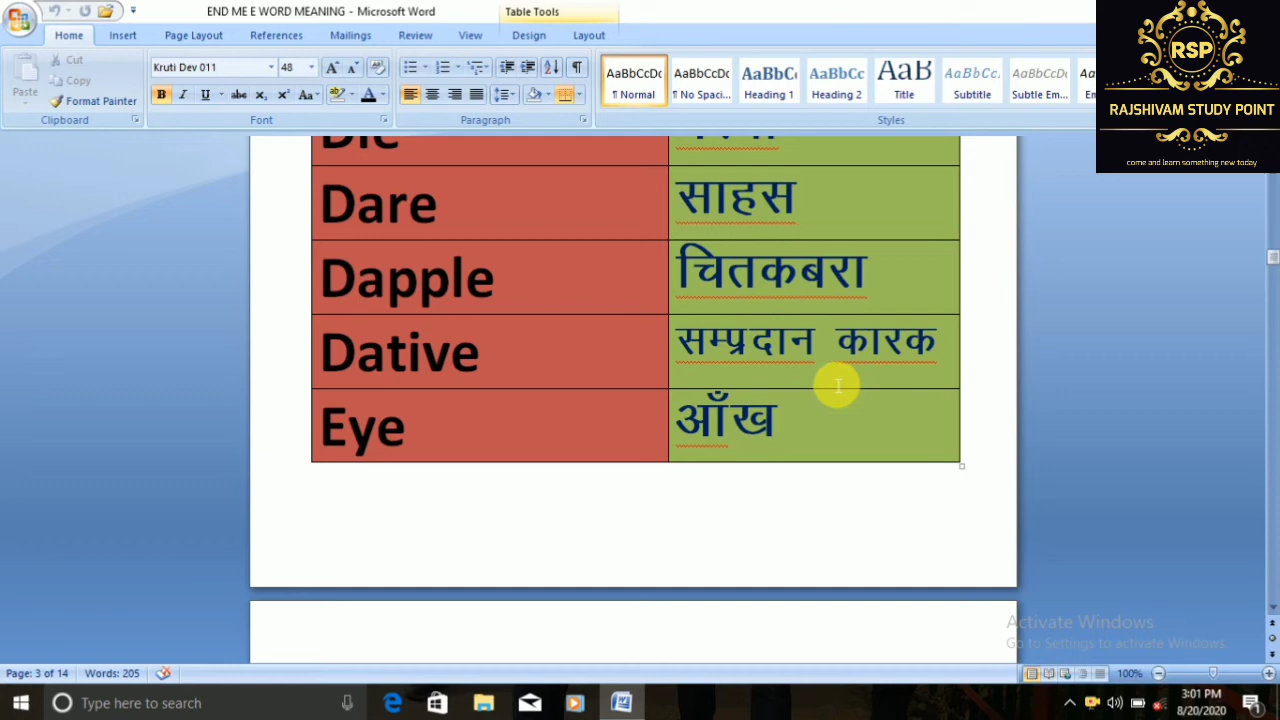 END ME E WORD MEANING - Microsoft Word
Table Tools
Home Insert Page Layout References Mailings Review View Design Layout
Paste
Cut
Copy
Format Painter
Clipboard
Kruti Dev 011 48
Font
Paragraph
AaBbCcDc AaBbCcDc AaBbCc AaBbCc AaB AaBbCc. AaBbCcDc
¶ Normal ¶ No Spaci... Heading 1 Heading 2 Title Subtitle Subtle Em...
Styles
RSP
RAJSHIVAM STUDY POINT
come and learn something new today
Die
Dare साहस
Dapple चितकबरा
Dative सम्प्रदान कारक
Eye आँख
Activate Windows
Go to Settings to activate Windows.
Page: 3 of 14 Words: 205 100%
Type here to search
3:01 PM
8/20/2020